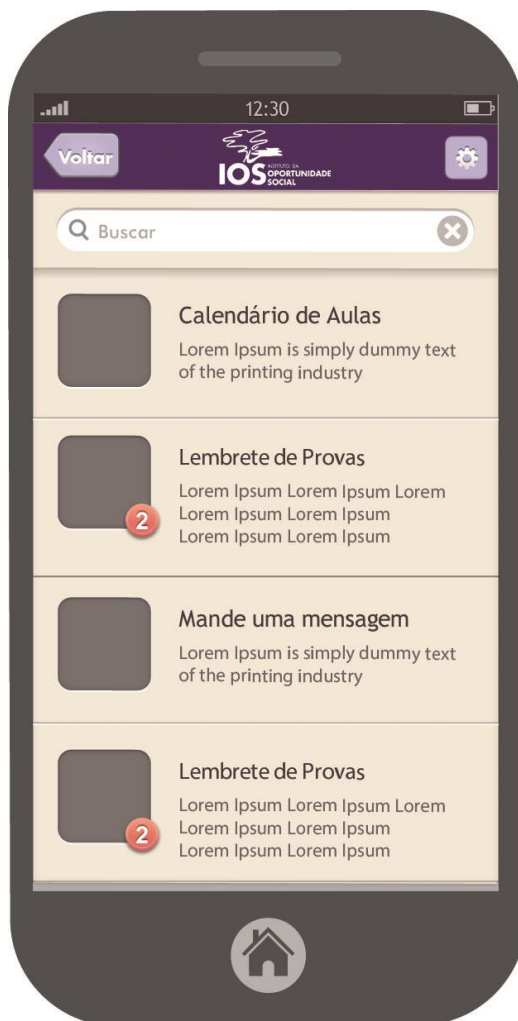 12:30
Voltar
IOS
INSTITUTO DA
OPORTUNIDADE
SOCIAL
Buscar
Calendário de Aulas
Lorem Ipsum is simply dummy text
of the printing industry
Lembrete de Provas
Lorem Ipsum Lorem Ipsum Lorem
Lorem Ipsum Lorem Ipsum
Lorem Ipsum Lorem Ipsum
2
Mande uma mensagem
Lorem Ipsum is simply dummy text
of the printing industry
Lembrete de Provas
Lorem Ipsum Lorem Ipsum Lorem
Lorem Ipsum Lorem Ipsum
Lorem Ipsum Lorem Ipsum
2